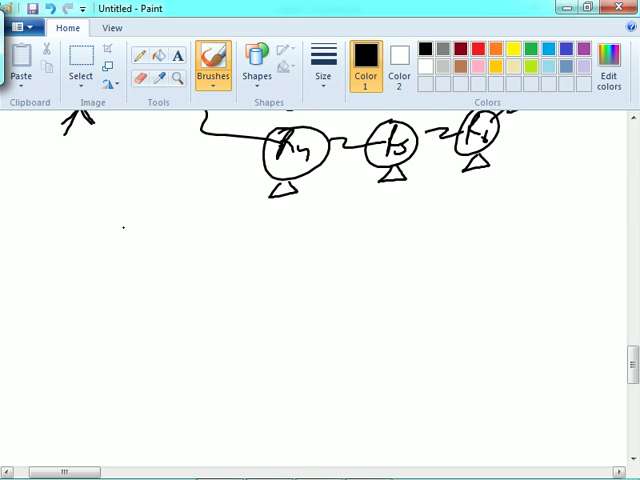 Untitled - Paint
Home View
Paste Select Brushes Shapes Size Color 1 Color 2 Edit colors
Clipboard Image Tools Shapes Colors